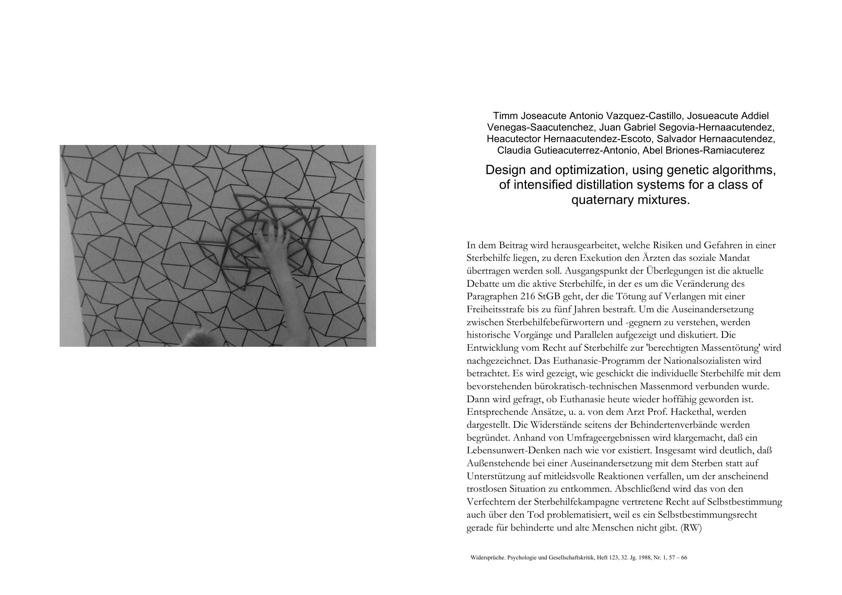 Timm Joseacute Antonio Vazquez-Castillo, Josueacute Addiel
Venegas-Saacutenchez, Juan Gabriel Segovia-Hernaacutendez,
Heacutector Hernaacutendez-Escoto, Salvador Hernaacutendez,
Claudia Gutieacuterrez-Antonio, Abel Briones-Ramiacuterez
Design and optimization, using genetic algorithms,
of intensified distillation systems for a class of
quaternary mixtures.
In dem Beitrag wird herausgearbeitet, welche Risiken und Gefahren in einer
Sterbehilfe liegen, zu deren Exekution den Ärzten das soziale Mandat
übertragen werden soll. Ausgangspunkt der Überlegungen ist die aktuelle
Debatte um die aktive Sterbehilfe, in der es um die Veränderung des
Paragraphen 216 StGB geht, der die Tötung auf Verlangen mit einer
Freiheitsstrafe bis zu fünf Jahren bestraft. Um die Auseinandersetzung
zwischen Sterbehilfebefürwortern und -gegnern zu verstehen, werden
historische Vorgänge und Parallelen aufgezeigt und diskutiert. Die
Entwicklung vom Recht auf Sterbehilfe zur 'berechtigten Massentötung' wird
nachgezeichnet. Das Euthanasie-Programm der Nationalsozialisten wird
betrachtet. Es wird gezeigt, wie geschickt die individuelle Sterbehilfe mit dem
bevorstehenden bürokratisch-technischen Massenmord verbunden wurde.
Dann wird gefragt, ob Euthanasie heute wieder hoffähig geworden ist.
Entsprechende Ansätze, u. a. von dem Arzt Prof. Hackethal, werden
dargestellt. Die Widerstände seitens der Behindertenverbände werden
begründet. Anhand von Umfrageergebnissen wird klargemacht, daß ein
Lebensunwert-Denken nach wie vor existiert. Insgesamt wird deutlich, daß
Außenstehende bei einer Auseinandersetzung mit dem Sterben statt auf
Unterstützung auf mitleidsvolle Reaktionen verfallen, um der anscheinend
trostlosen Situation zu entkommen. Abschließend wird das von den
Verfechtern der Sterbehilfekampagne vertretene Recht auf Selbstbestimmung
auch über den Tod problematisiert, weil es ein Selbstbestimmungsrecht
gerade für behinderte und alte Menschen nicht gibt. (RW)
Widersprüche. Psychologie und Gesellschaftskritik, Heft 123, 32. Jg. 1988, Nr. 1, 57 – 66